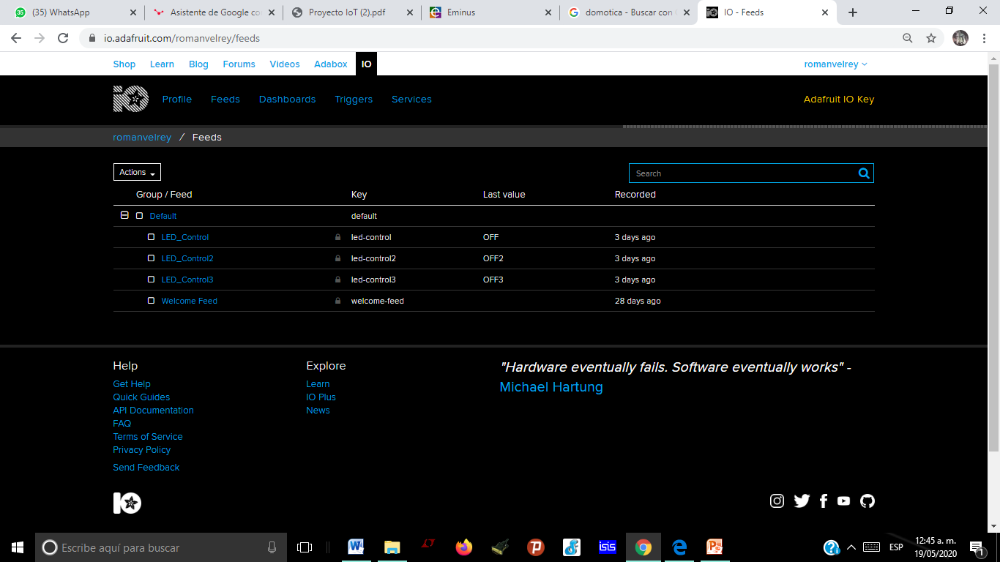 35 (35) WhatsApp
Asistente de Google co
Proyecto IoT (2).pdf
Eminus
domotica - Buscar con
IO - Feeds
io.adafruit.com/romanvelrey/feeds
Shop Learn Blog Forums Videos Adabox IO romanvelrey
iO Profile Feeds Dashboards Triggers Services Adafruit IO Key
romanvelrey / Feeds
Actions Search
Group / Feed Key Last value Recorded
Default default
LED_Control led-control OFF 3 days ago
LED_Control2 led-control2 OFF2 3 days ago
LED_Control3 led-control3 OFF3 3 days ago
Welcome Feed welcome-feed 28 days ago
Help
Get Help
Quick Guides
API Documentation
FAQ
Terms of Service
Privacy Policy
Send Feedback
Explore
Learn
IO Plus
News
"Hardware eventually fails. Software eventually works" -
Michael Hartung
IO
Escribe aquí para buscar
isis
ESP
12:45 a. m.
19/05/2020
1